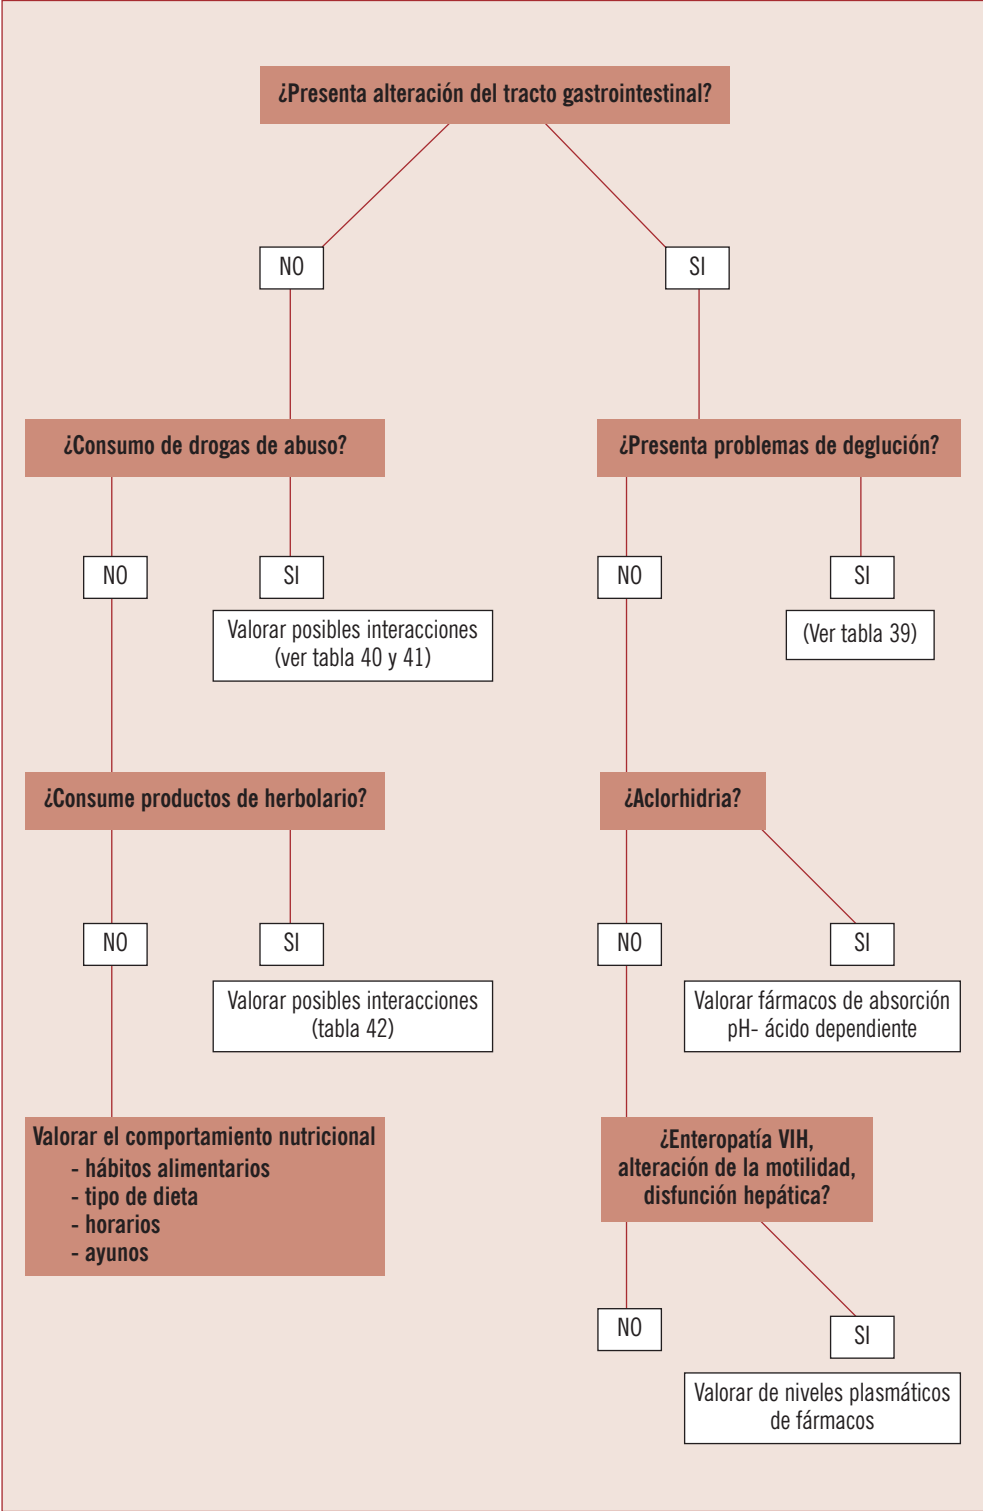 ¿Presenta alteración del tracto gastrointestinal?
NO
SI
¿Consumo de drogas de abuso?
¿Presenta problemas de deglución?
NO
SI
NO
SI
Valorar posibles interacciones
(ver tabla 40 y 41)
(Ver tabla 39)
¿Consume productos de herbolario?
¿Aclorhidria?
NO
SI
NO
SI
Valorar posibles interacciones
(tabla 42)
Valorar fármacos de absorción
pH- ácido dependiente
Valorar el comportamiento nutricional
- hábitos alimentarios
- tipo de dieta
- horarios
- ayunos
¿Enteropatía VIH,
alteración de la motilidad,
disfunción hepática?
NO
SI
Valorar de niveles plasmáticos
de fármacos